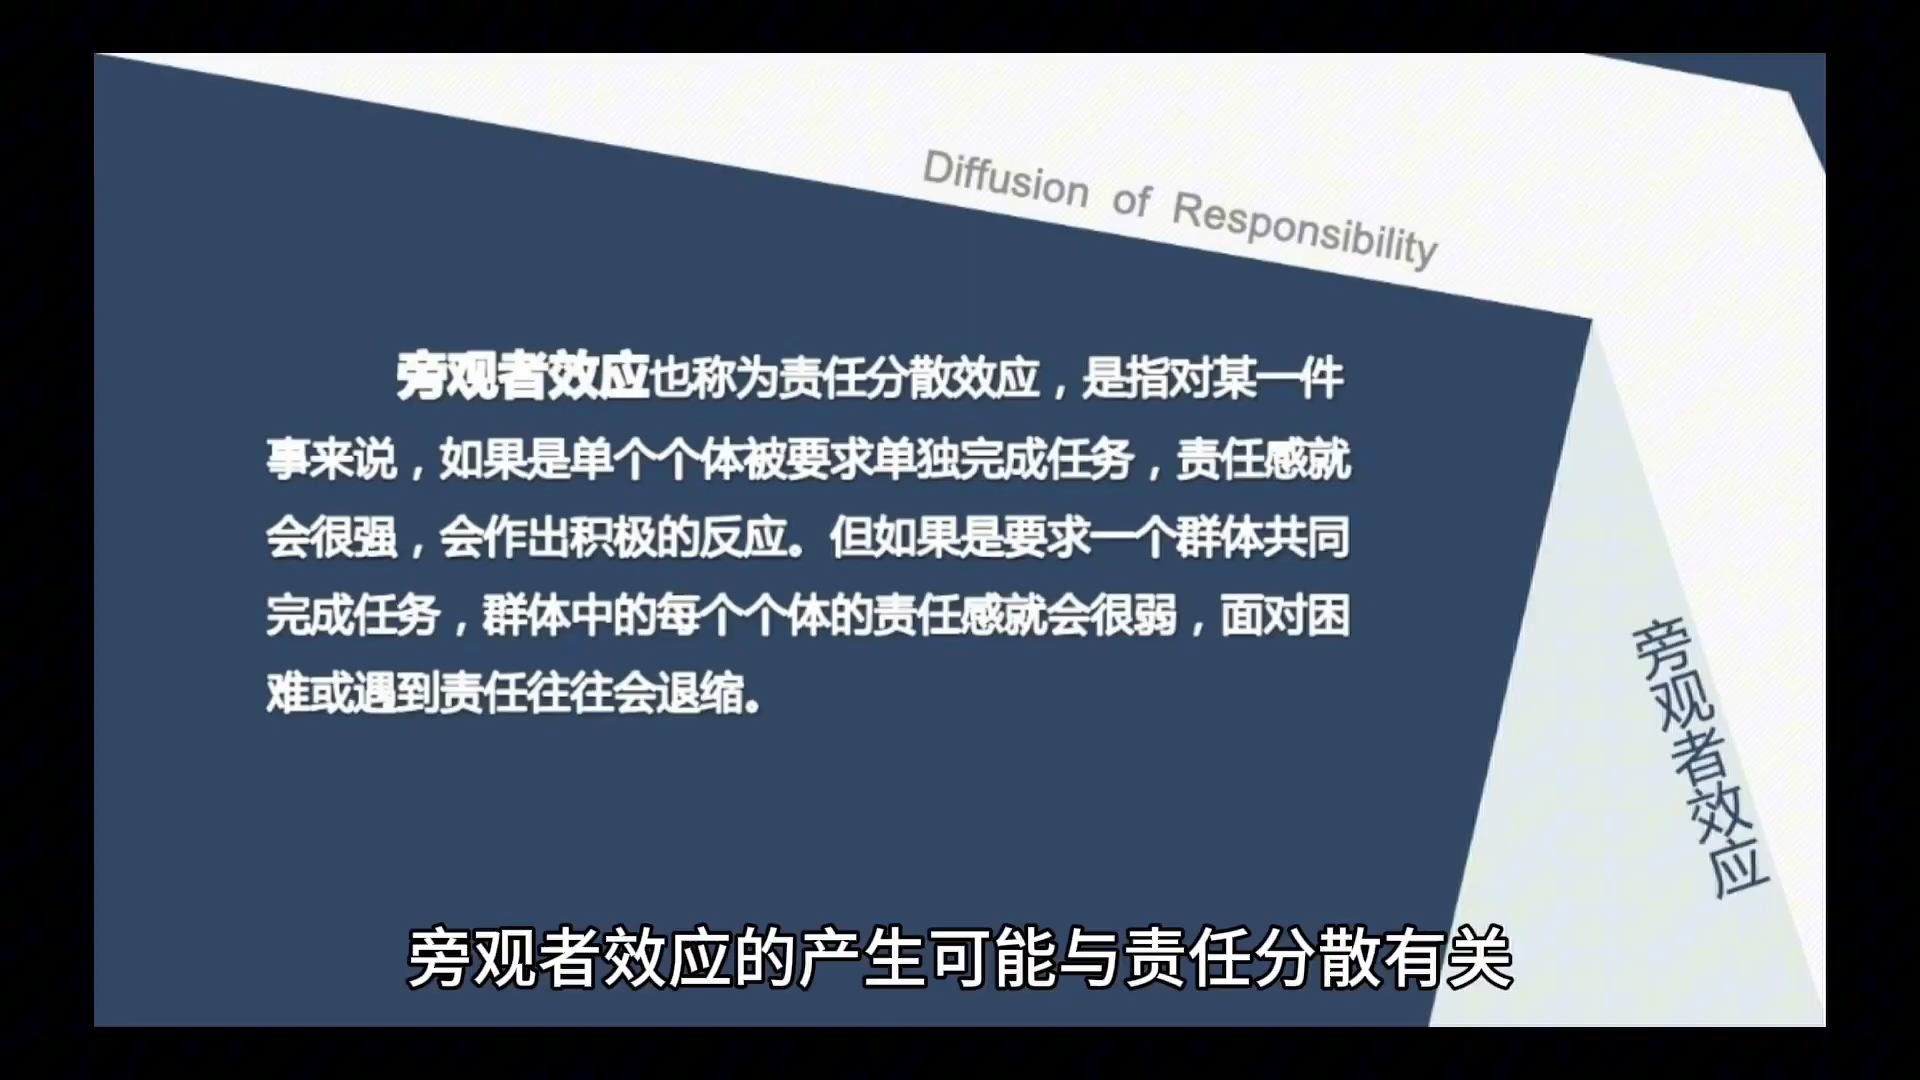 Diffusion of Responsibility
旁观者效应也称为责任分散效应，是指对某一件
事来说，如果是单个个体被要求单独完成任务，责任感就
会很强，会作出积极的反应。但如果是要求一个群体共同
完成任务，群体中的每个个体的责任感就会很弱，面对困
难或遇到责任往往会退缩。
旁观者效应
旁观者效应的产生可能与责任分散有关